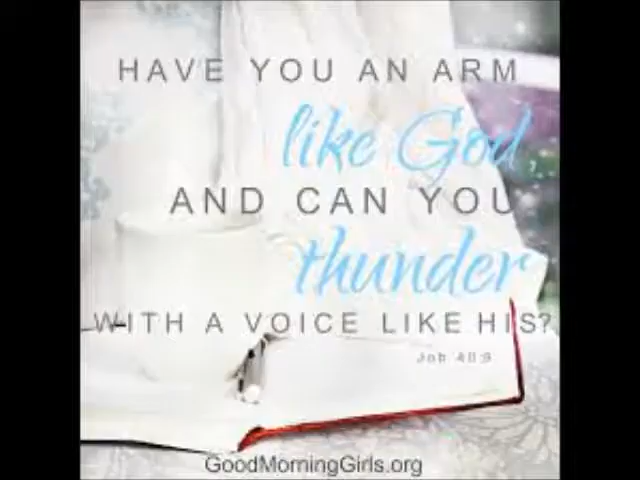 HAVE YOU AN ARM
like God,
AND CAN YOU
thunder
WITH A VOICE LIKE HIS?
Job 40:9
GoodMorningGirls.org